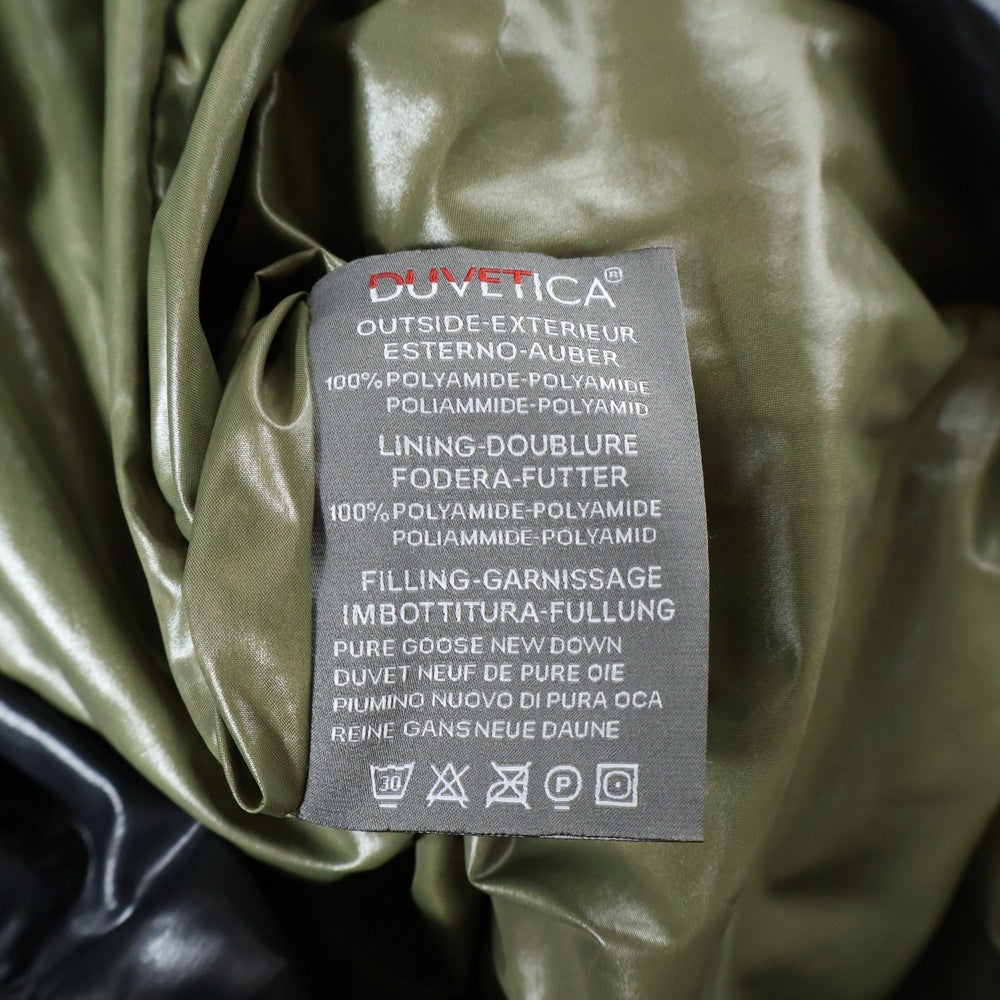 DUVETICA®
OUTSIDE-EXTERIEUR
ESTERNO-AUBER
100% POLYAMIDE-POLYAMIDE
POLIAMMIDE-POLYAMID
LINING-DOUBLURE
FODERA-FUTTER
100% POLYAMIDE-POLYAMIDE
POLIAMMIDE-POLYAMID
FILLING-GARNISSAGE
IMBOTTITURA-FULLUNG
PURE GOOSE NEW DOWN
DUVET NEUF DE PURE OIE
PIUMINO NUOVO DI PURA OCA
REINE GANSNEUE DAUNE
30 P